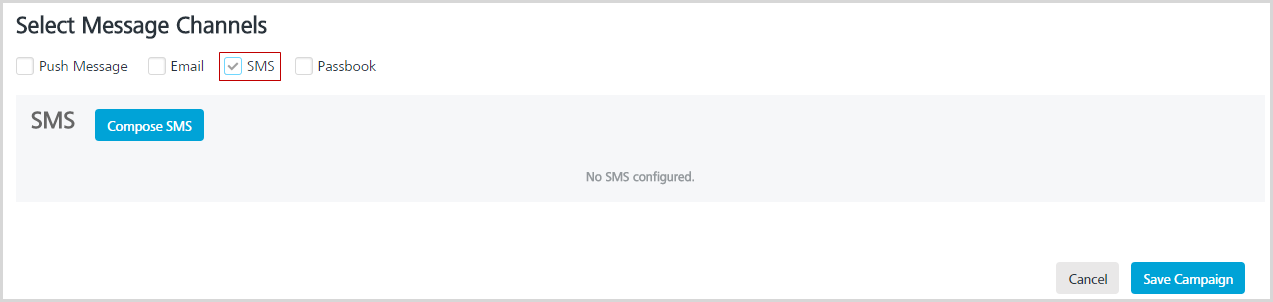 Select Message Channels
Push Message Email SMS Passbook
SMS Compose SMS
No SMS configured.
Cancel Save Campaign